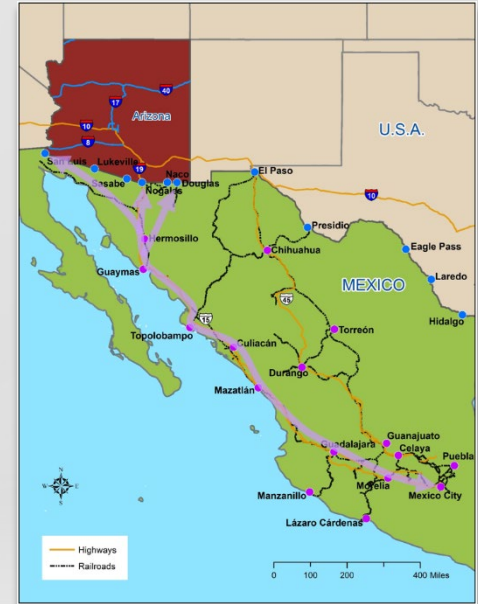 40
17
Arizona
10
8
U.S.A.
San Luis
Lukeville
19
Naco
El Paso
Sasabe
Nogales
Douglas
10
Presidio
Hermosillo
Chihuahua
Eagle Pass
Guaymas
Laredo
MEXICO
45
Hidalgo
15
Topolobampo
Torreón
Culiacán
Durango
Mazatlán
Guanajuato
Guadalajara
Celaya
Puebla
Morelia
Mexico City
Manzanillo
Lázaro Cárdenas
N
W
E
S
Highways
Railroads
0 100 200 400 Miles